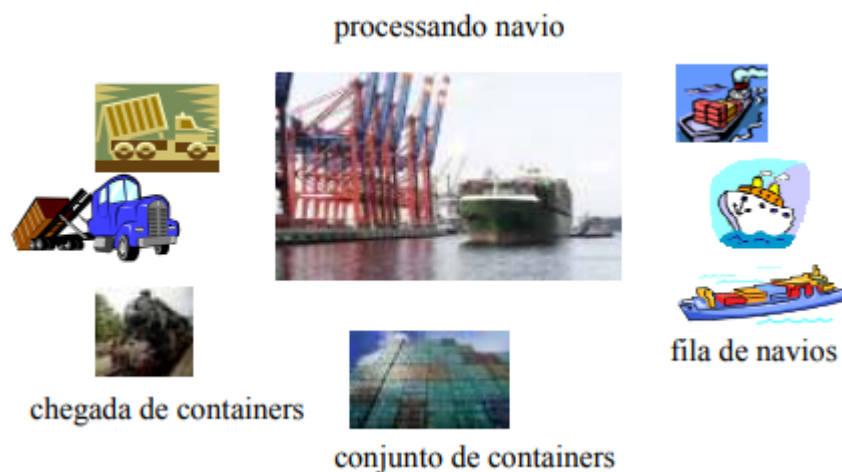 processando navio
fila de navios
chegada de containers
conjunto de containers